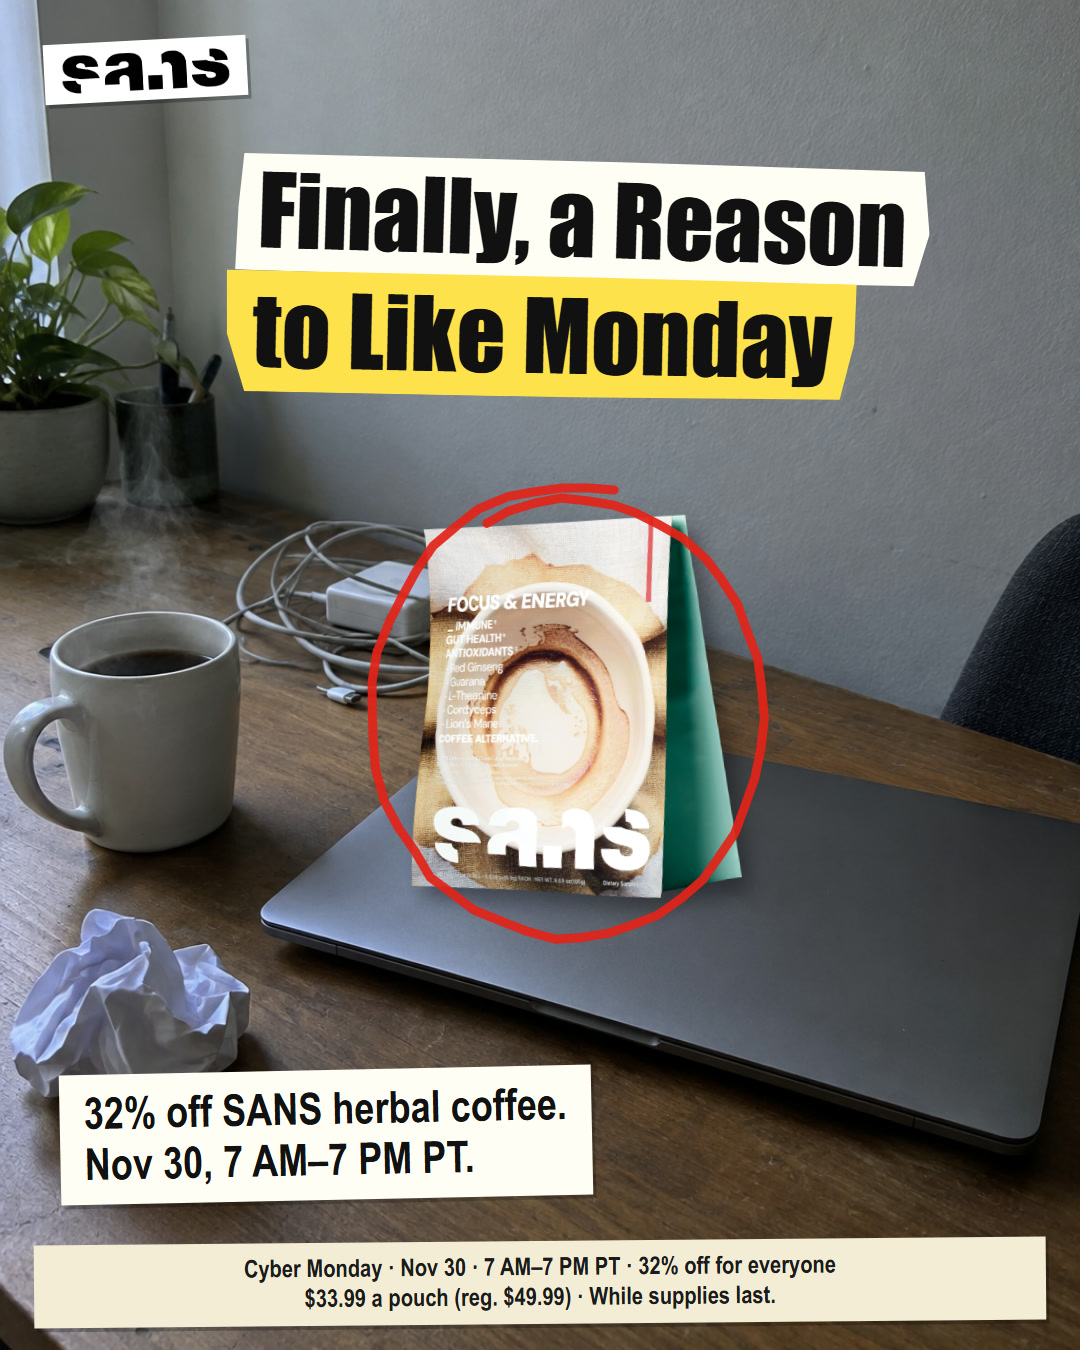 sans
Finally, a Reason
to Like Monday
FOCUS & ENERGY
_ IMMUNE*
GUT HEALTH*
ANTIOXIDANTS*
Red Ginseng
Guarana
L-Theanine
Cordyceps
Lion's Mane
COFFEE ALTERNATIVE.
sans
32% off SANS herbal coffee.
Nov 30, 7 AM–7 PM PT.
Cyber Monday · Nov 30 · 7 AM–7 PM PT · 32% off for everyone
$33.99 a pouch (reg. $49.99) · While supplies last.